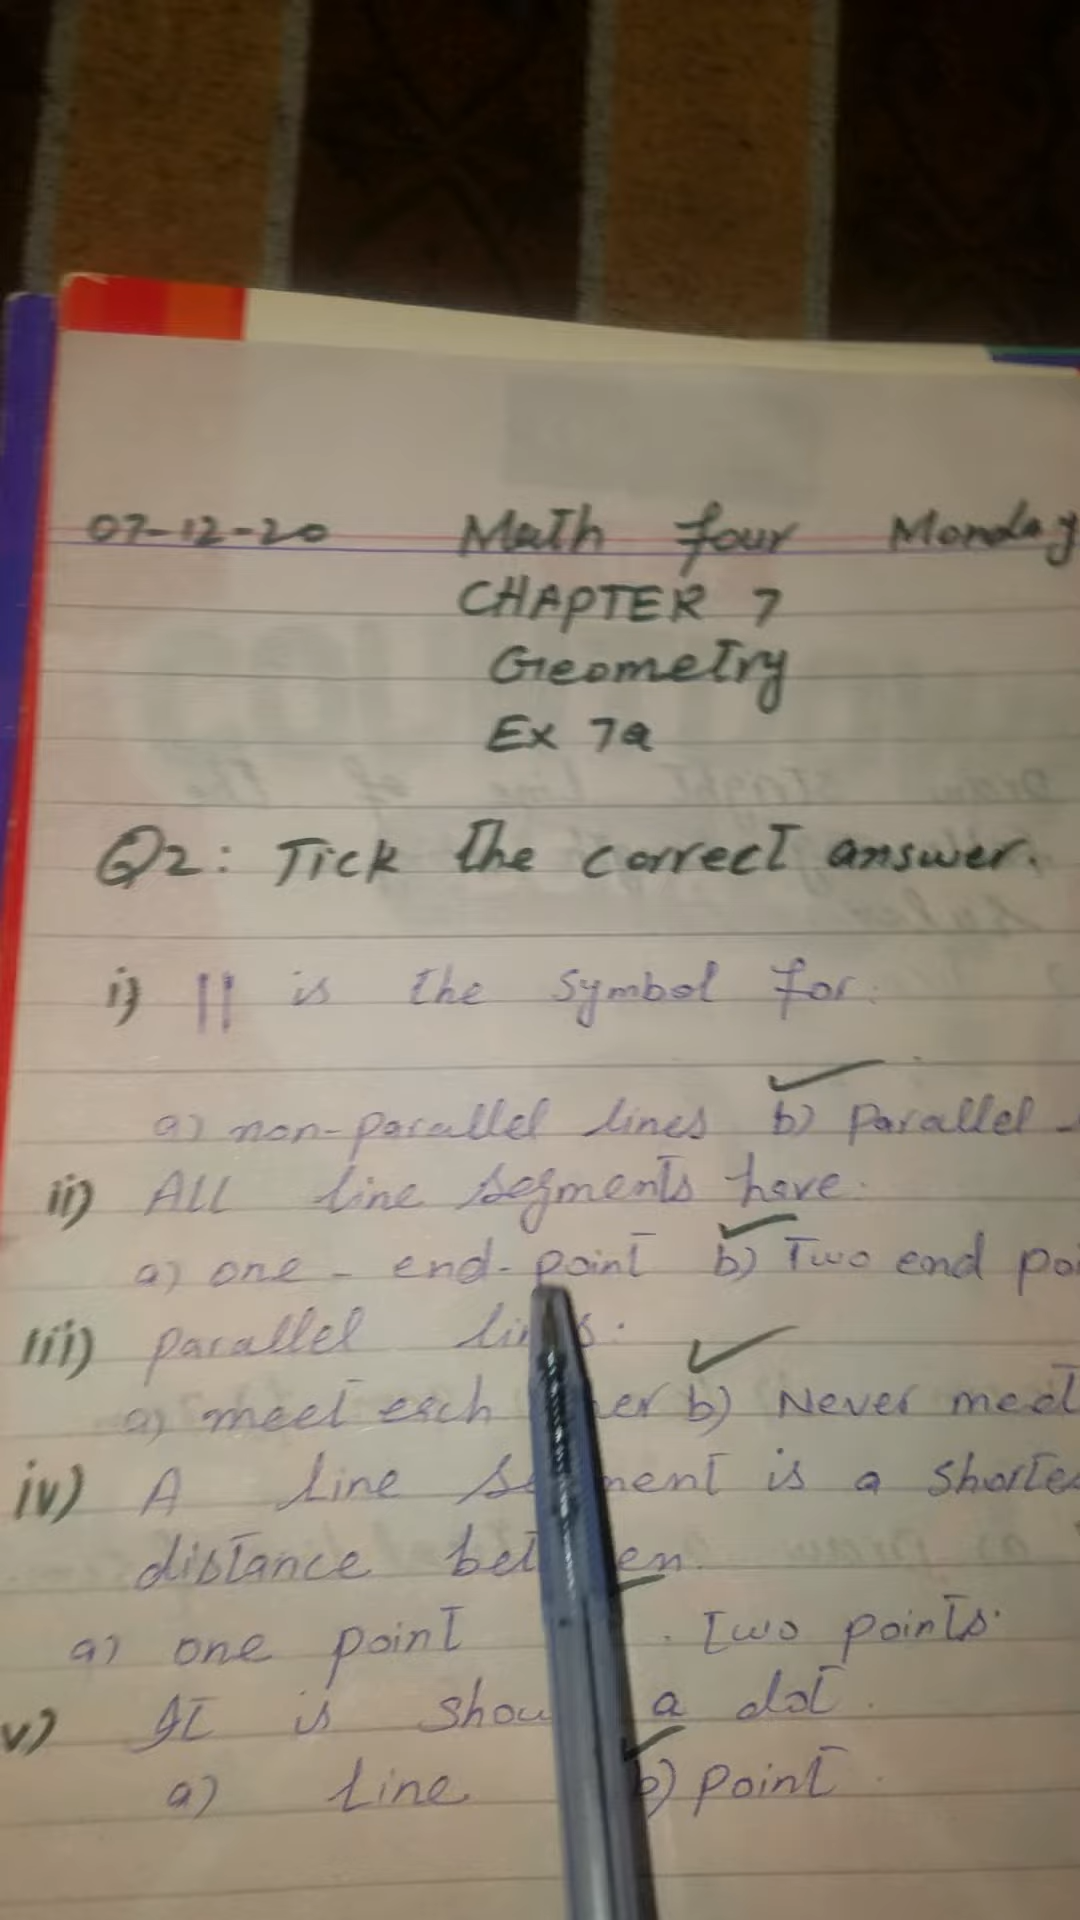 07-12-20 Math four Monday
CHAPTER 7
Geometry
Ex 7a
Q2: Tick the correct answer.
i) || is the symbol for.
a) non-parallel lines b) Parallel
ii) All line segments have.
a) one - end-point b) Two end
iii) parallel
a) meet each b) Never meet
iv) A line is a
distance
a) one point Two points.
v) It is a dot.
a) line b) point.